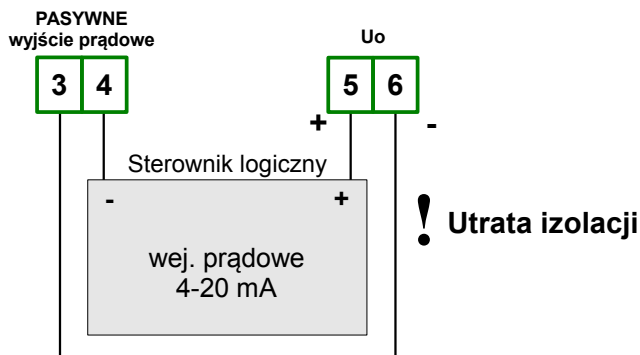 PASYWNE
wyjście prądowe
Uo
3 4
5 6
+ -
Sterownik logiczny
- +
! Utrata izolacji
wej. prądowe
4-20 mA